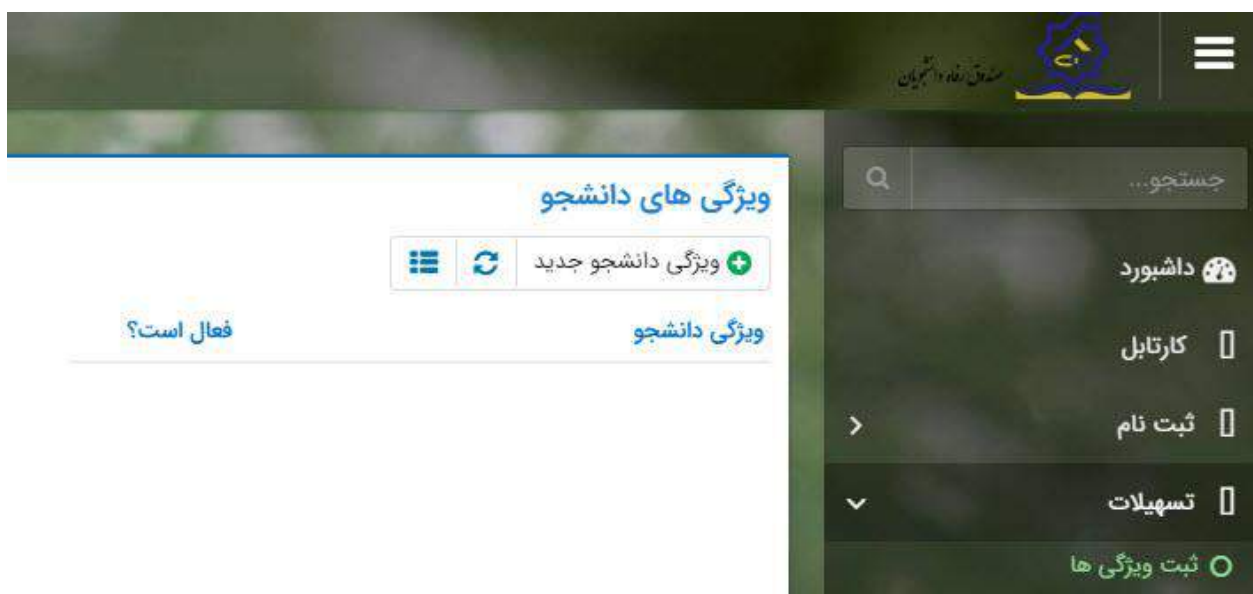 صندوق رفاه دانشجویان
جستجو...
داشبورد
کارتابل
ثبت نام
تسهیلات
ثبت ویژگی ها
ویژگی های دانشجو
ویژگی دانشجو جدید
ویژگی دانشجو
فعال است؟